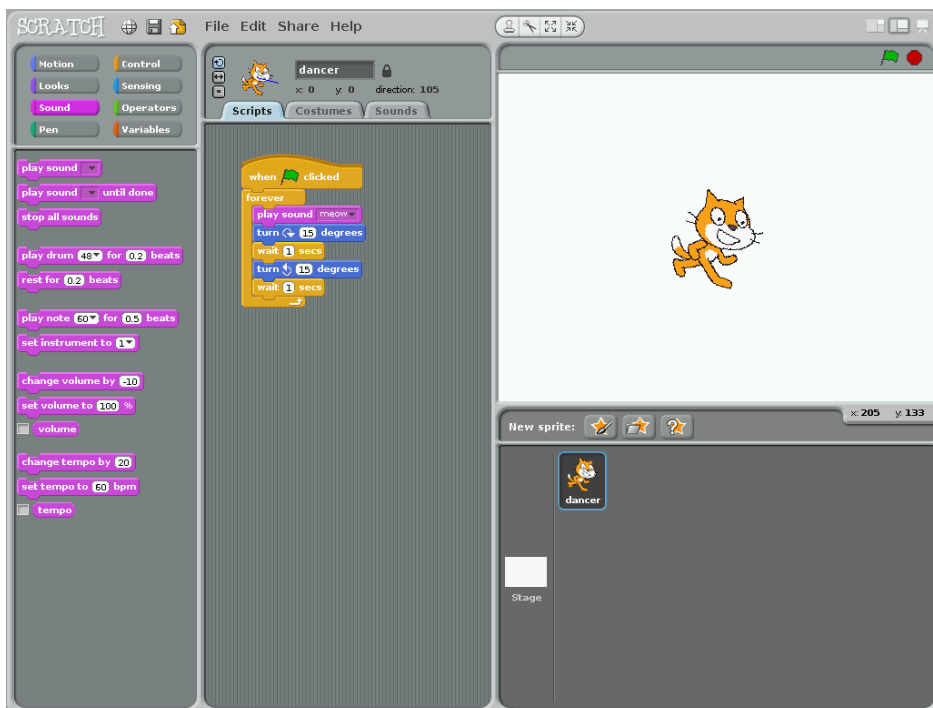 SCRATCH
File Edit Share Help
Motion
Control
Looks
Sensing
Sound
Operators
Pen
Variables
dancer
x: 0 y: 0 direction: 105
Scripts Costumes Sounds
play sound
play sound until done
stop all sounds
play drum 48 for 0.2 beats
rest for 0.2 beats
play note 60 for 0.5 beats
set instrument to 1
change volume by -10
set volume to 100 %
volume
change tempo by 20
set tempo to 60 bpm
tempo
when clicked
forever
play sound meow
turn 15 degrees
wait 1 secs
turn 15 degrees
wait 1 secs
x: 205 y: 133
New sprite:
dancer
Stage